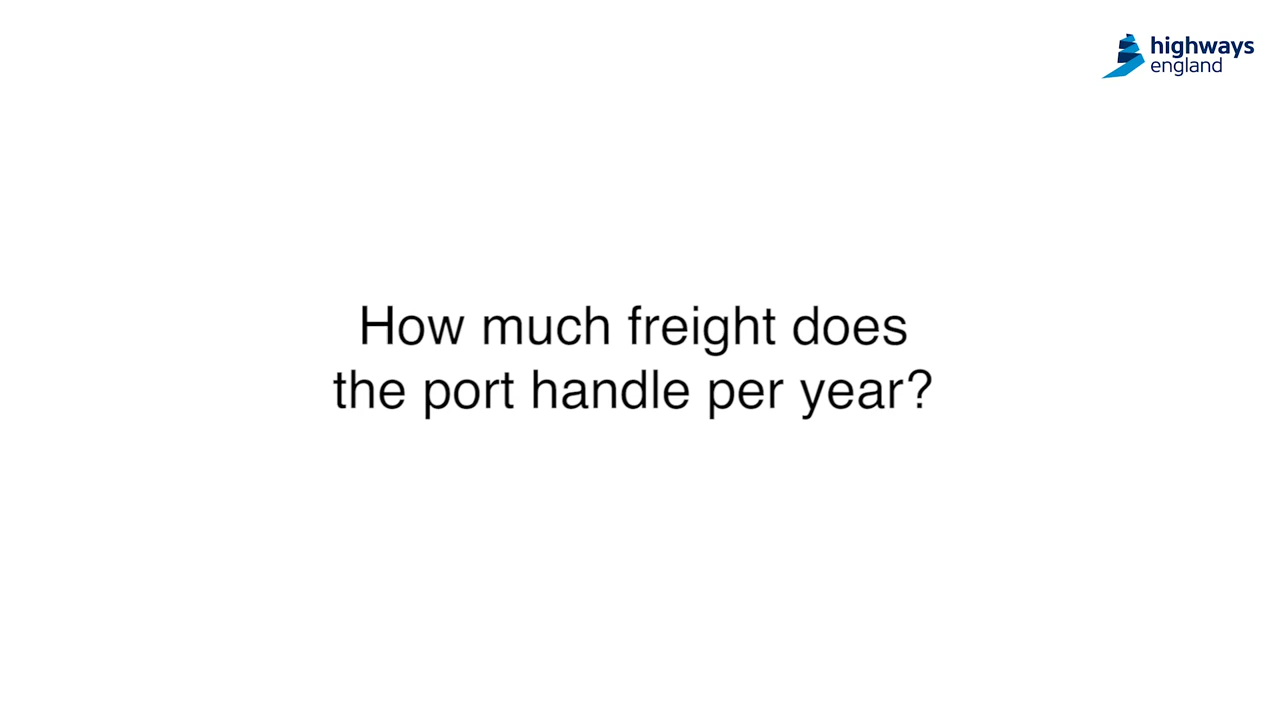 highways
england
How much freight does
the port handle per year?